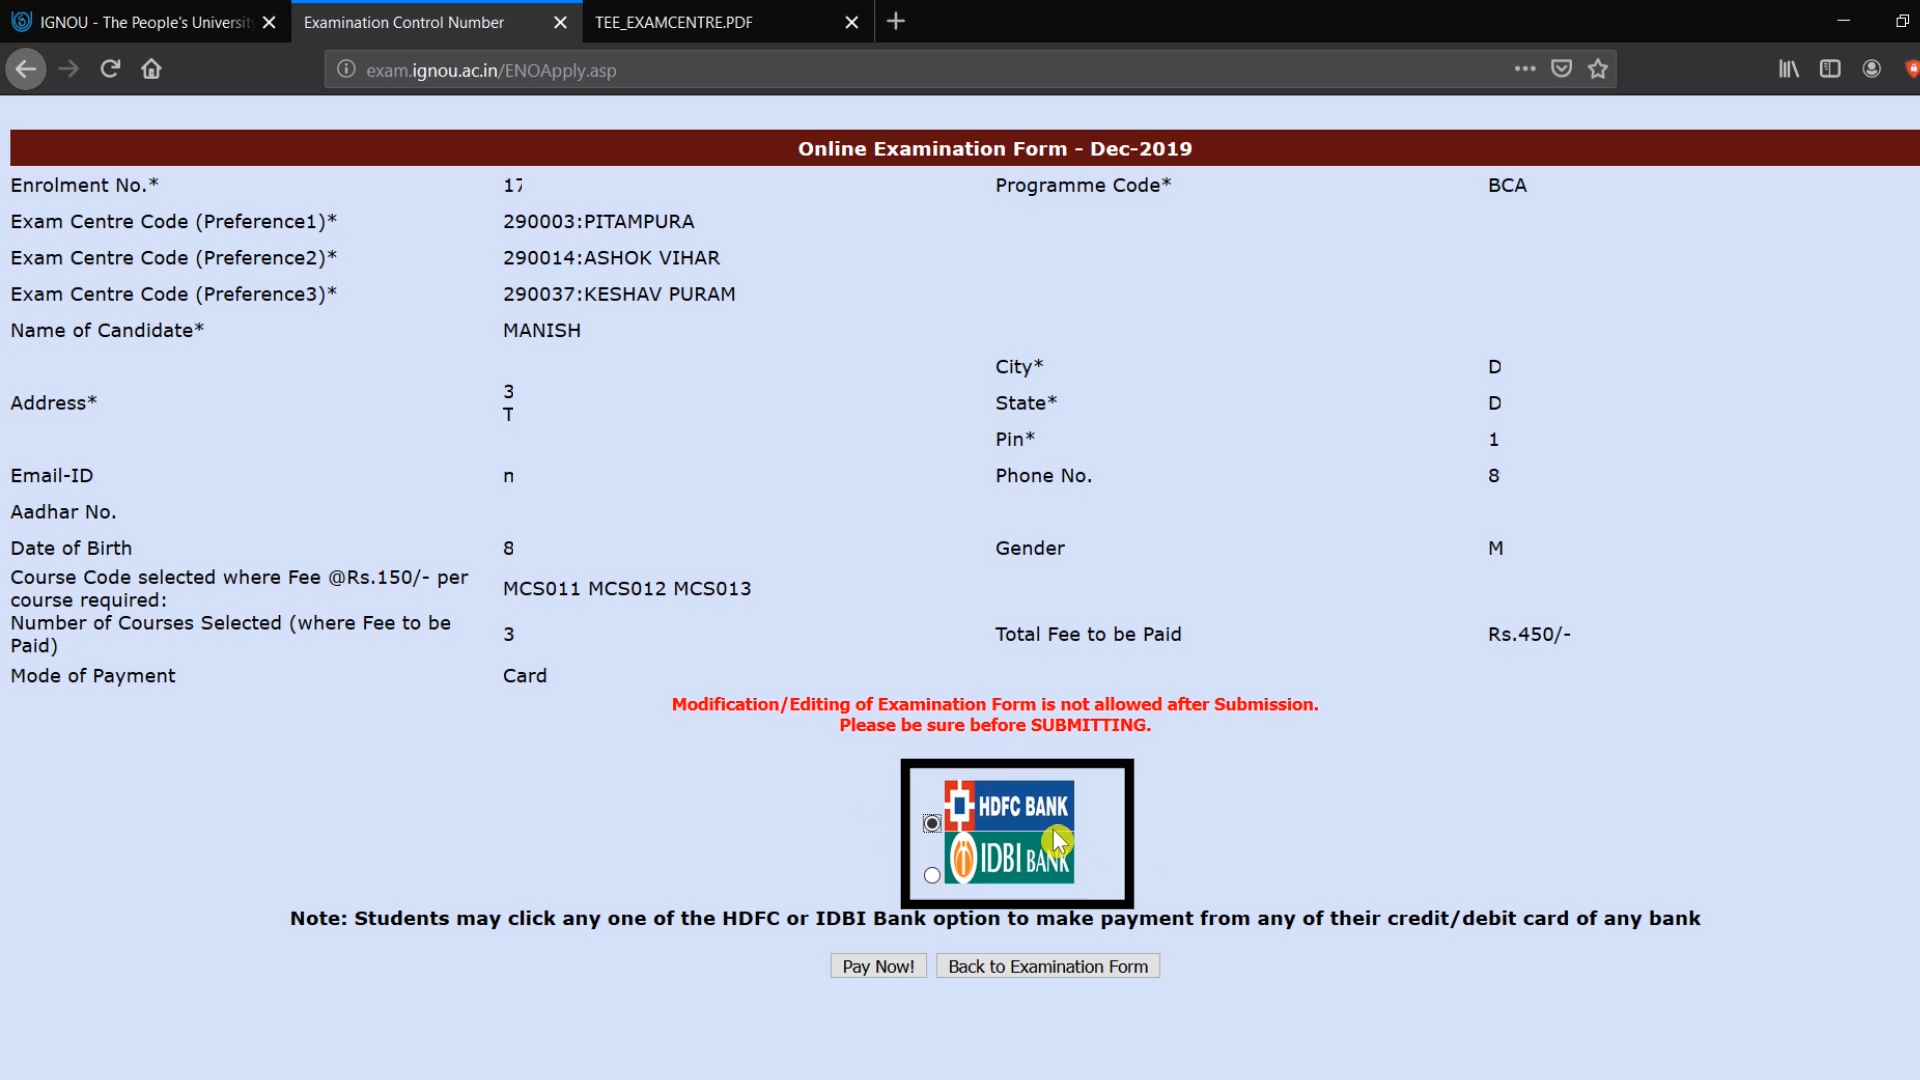 IGNOU - The People's Universit
Examination Control Number
TEE_EXAMCENTRE.PDF
exam.ignou.ac.in/ENOApply.asp
Online Examination Form - Dec-2019
Enrolment No.* 17 Programme Code* BCA
Exam Centre Code (Preference1)* 290003:PITAMPURA
Exam Centre Code (Preference2)* 290014:ASHOK VIHAR
Exam Centre Code (Preference3)* 290037:KESHAV PURAM
Name of Candidate* MANISH
City* D
Address* 3
T
State* D
Pin* 1
Email-ID n Phone No. 8
Aadhar No.
Date of Birth 8 Gender M
Course Code selected where Fee @Rs.150/- per
course required:
MCS011 MCS012 MCS013
Number of Courses Selected (where Fee to be
Paid)
3 Total Fee to be Paid Rs.450/-
Mode of Payment Card
Modification/Editing of Examination Form is not allowed after Submission.
Please be sure before SUBMITTING.
HDFC BANK
IDBI BANK
Note: Students may click any one of the HDFC or IDBI Bank option to make payment from any of their credit/debit card of any bank
Pay Now! Back to Examination Form